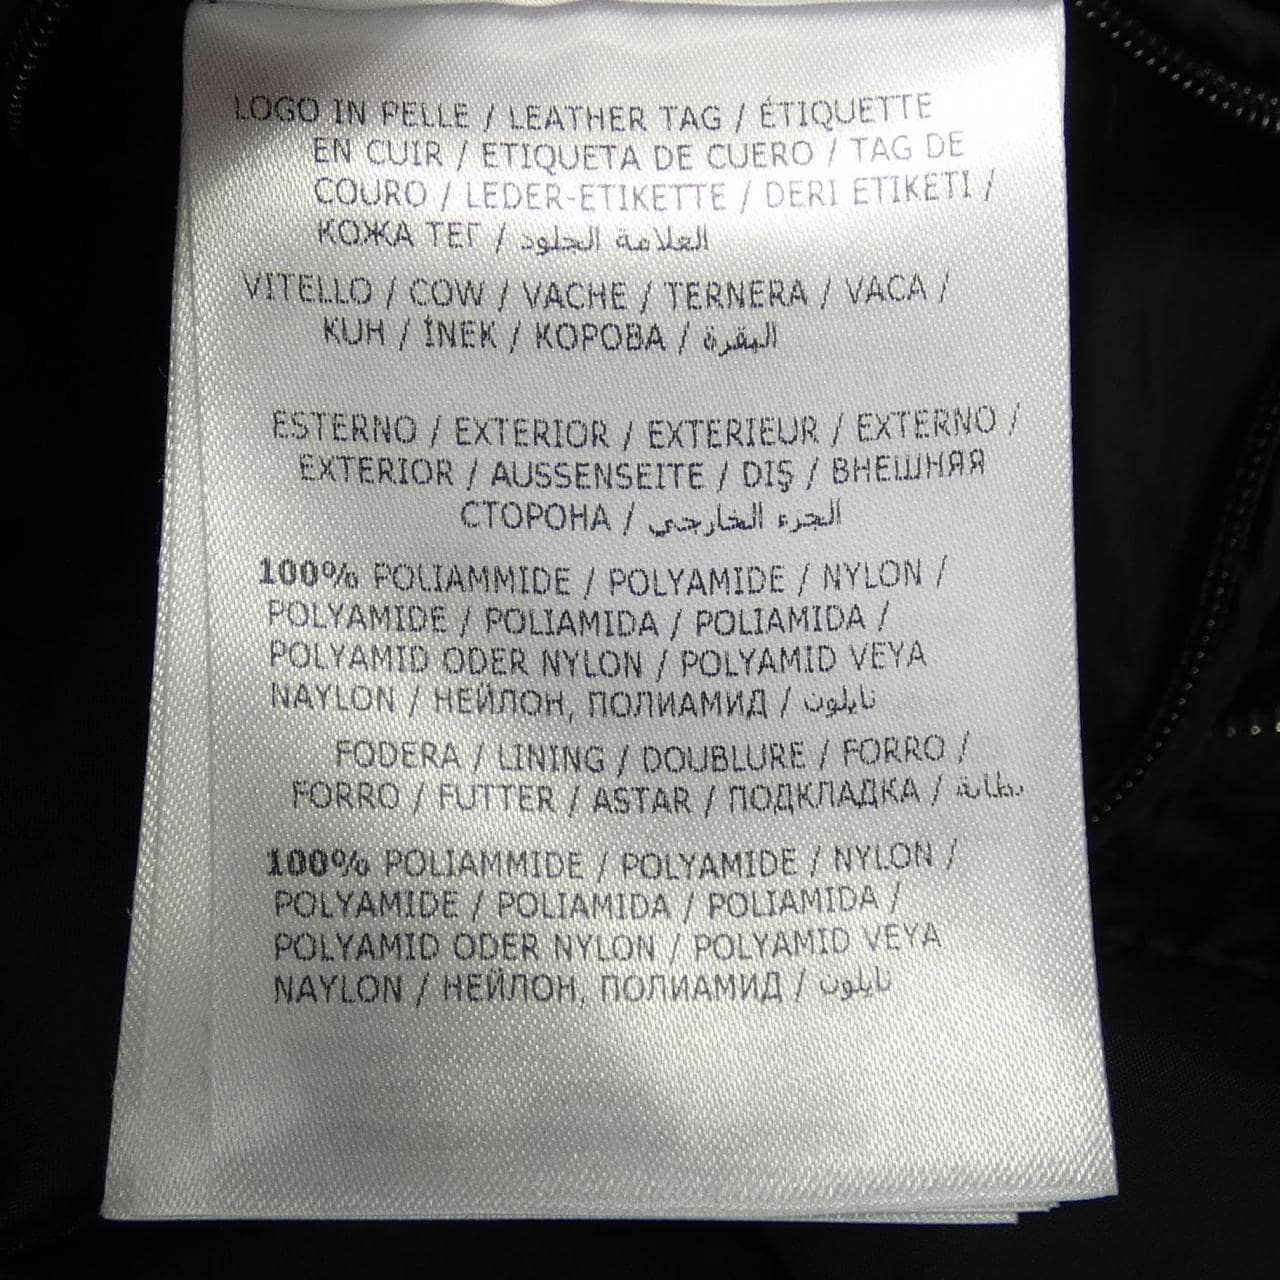 LOGO IN PELLE / LEATHER TAG / ÉTIQUETTE
EN CUIR / ETIQUETA DE CUERO / TAG DE
COURO / LEDER-ETIKETTE / DERI ETIKETI /
КОЖА ТЕГ / العلامة الجلود
VITELLO / COW / VACHE / TERNERA / VACA /
KUH / İNEK / КОРОВА / البقرة
ESTERNO / EXTERIOR / EXTERIEUR / EXTERNO /
EXTERIOR / AUSSENSEITE / DIŞ / ВНЕШНЯЯ
СТОРОНА / الجزء الخارجي
100% POLIAMMIDE / POLYAMIDE / NYLON /
POLYAMIDE / POLIAMIDA / POLIAMIDA /
POLYAMID ODER NYLON / POLYAMID VEYA
NAYLON / НЕЙЛОН, ПОЛИАМИД / نايلون
FODERA / LINING / DOUBLURE / FORRO /
FORRO / FUTTER / ASTAR / ПОДКЛАДКА / بطانة
100% POLIAMMIDE / POLYAMIDE / NYLON /
POLYAMIDE / POLIAMIDA / POLIAMIDA /
POLYAMID ODER NYLON / POLYAMID VEYA
NAYLON / НЕЙЛОН, ПОЛИАМИД / نايلون